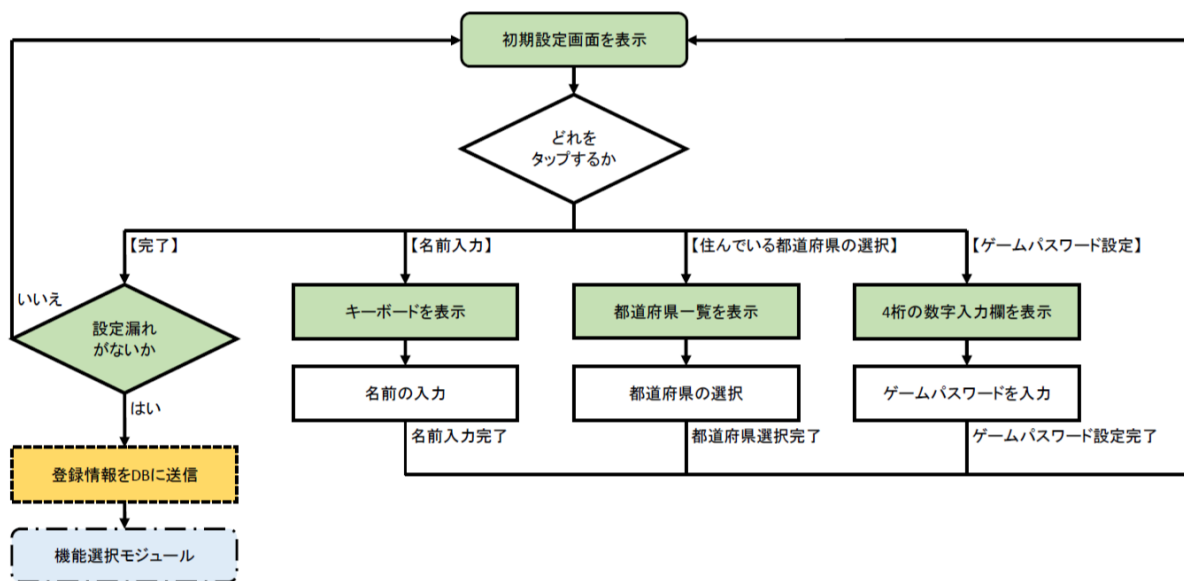 初期設定画面を表示
どれを
タップするか
【完了】
【名前入力】
【住んでいる都道府県の選択】
【ゲームパスワード設定】
いいえ
設定漏れ
がないか
キーボードを表示
都道府県一覧を表示
4桁の数字入力欄を表示
名前の入力
都道府県の選択
ゲームパスワードを入力
はい
名前入力完了
都道府県選択完了
ゲームパスワード設定完了
登録情報をDBに送信
機能選択モジュール